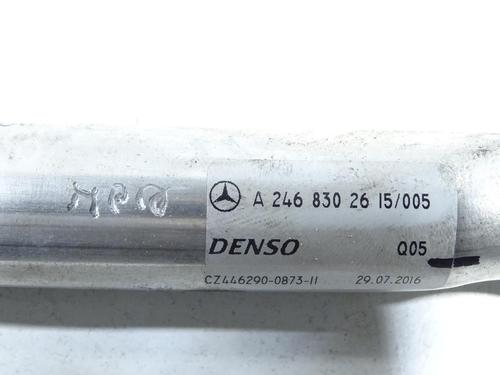 A 246 830 26 15/005
DENSO Q05
CZ446290-0873-11 29.07.2016